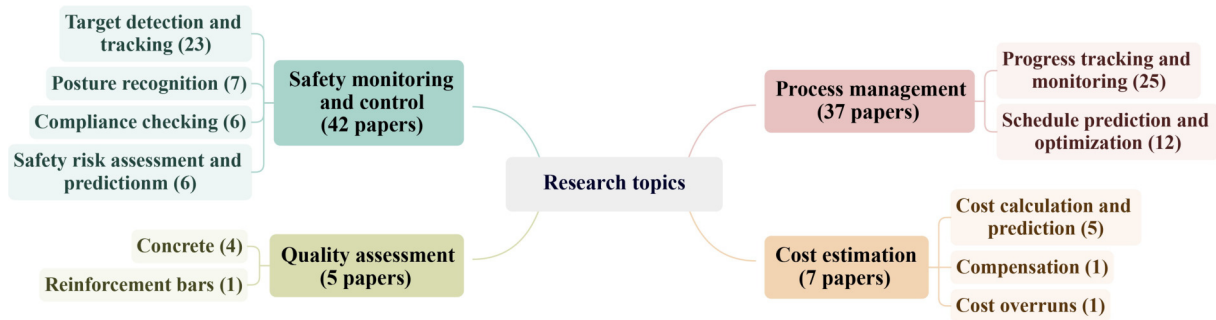 Target detection and
tracking (23)
Posture recognition (7)
Compliance checking (6)
Safety risk assessment and
predictionm (6)
Safety monitoring
and control
(42 papers)
Concrete (4)
Reinforcement bars (1)
Quality assessment
(5 papers)
Research topics
Process management
(37 papers)
Progress tracking and
monitoring (25)
Schedule prediction and
optimization (12)
Cost estimation
(7 papers)
Cost calculation and
prediction (5)
Compensation (1)
Cost overruns (1)